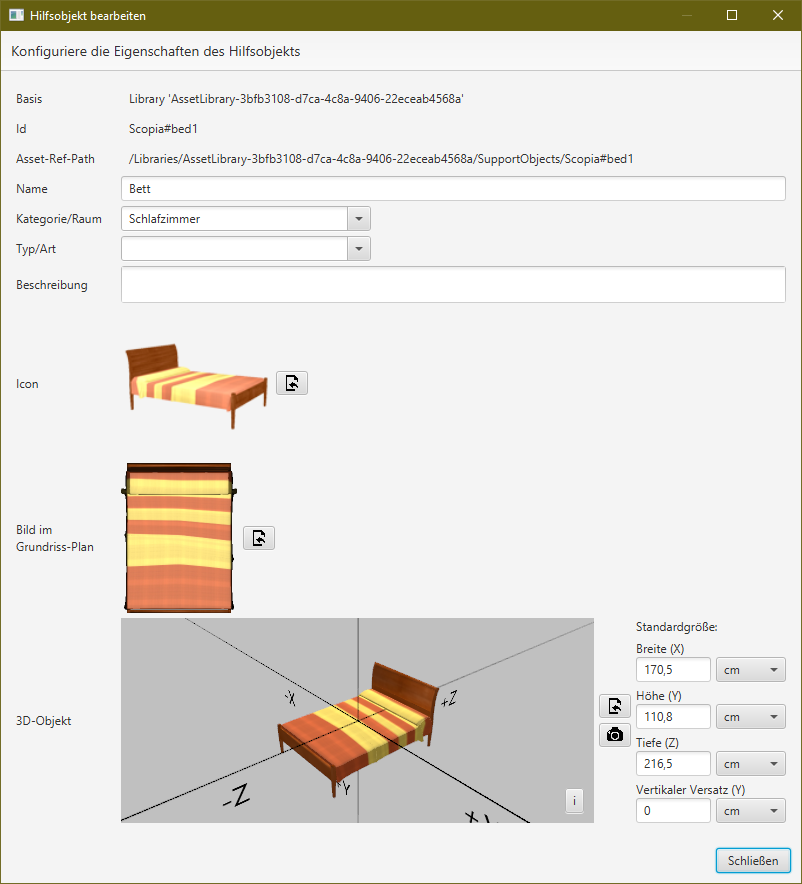 Hilfsobjekt bearbeiten
Konfiguriere die Eigenschaften des Hilfsobjekts
Basis Library 'AssetLibrary-3bfb3108-d7ca-4c8a-9406-22eceab4568a'
Id Scopia#bed1
Asset-Ref-Path /Libraries/AssetLibrary-3bfb3108-d7ca-4c8a-9406-22eceab4568a/SupportObjects/Scopia#bed1
Name Bett
Kategorie/Raum Schlafzimmer
Typ/Art
Beschreibung
Icon
Bild im
Grundriss-Plan
3D-Objekt
-X
+Z
-Z
-Y
i
Standardgröße:
Breite (X)
170,5 cm
Höhe (Y)
110,8 cm
Tiefe (Z)
216,5 cm
Vertikaler Versatz (Y)
0 cm
Schließen